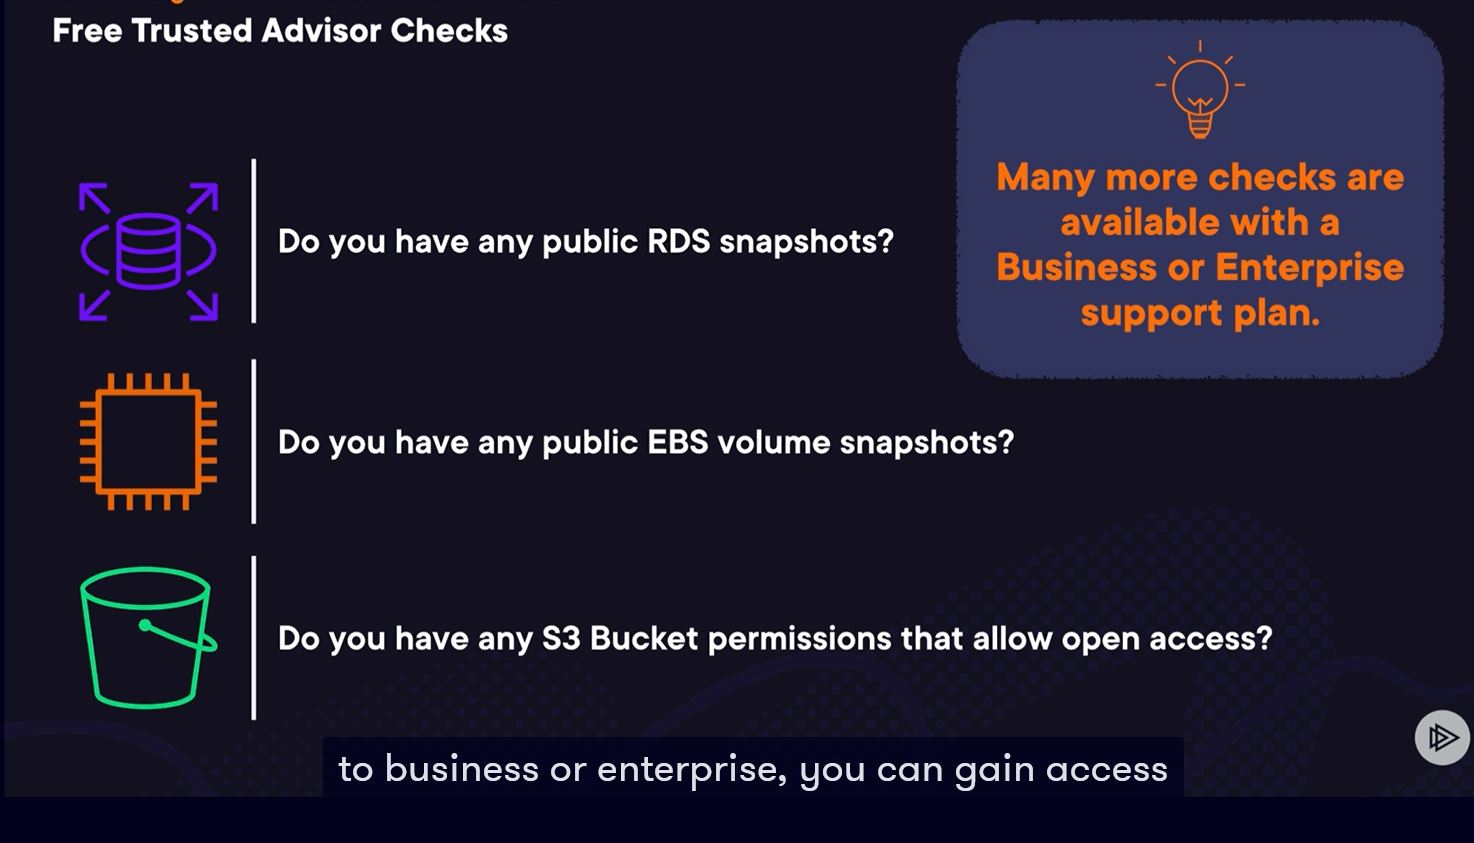 Free Trusted Advisor Checks
Many more checks are
available with a
Business or Enterprise
support plan.
Do you have any public RDS snapshots?
Do you have any public EBS volume snapshots?
Do you have any S3 Bucket permissions that allow open access?
to business or enterprise, you can gain access